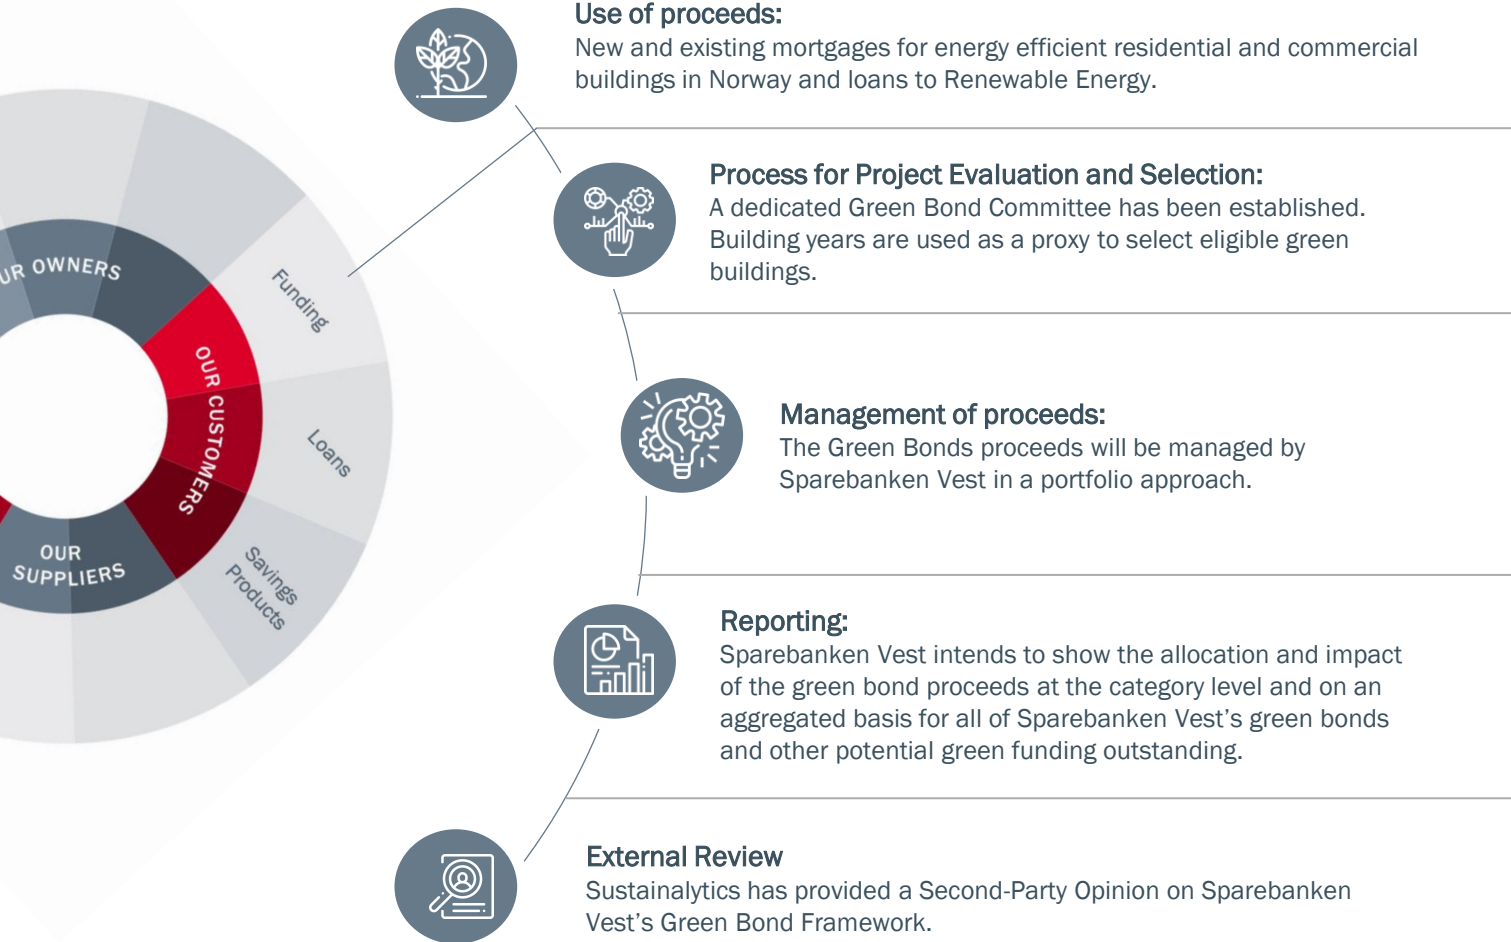 Use of proceeds:
New and existing mortgages for energy efficient residential and commercial
buildings in Norway and loans to Renewable Energy.
Process for Project Evaluation and Selection:
A dedicated Green Bond Committee has been established.
Building years are used as a proxy to select eligible green
buildings.
Management of proceeds:
The Green Bonds proceeds will be managed by
Sparebanken Vest in a portfolio approach.
Reporting:
Sparebanken Vest intends to show the allocation and impact
of the green bond proceeds at the category level and on an
aggregated basis for all of Sparebanken Vest's green bonds
and other potential green funding outstanding.
External Review
Sustainalytics has provided a Second-Party Opinion on Sparebanken
Vest's Green Bond Framework.
UR OWNERS
OUR CUSTOMERS
OUR
SUPPLIERS
Funding
Loans
Savings
Products